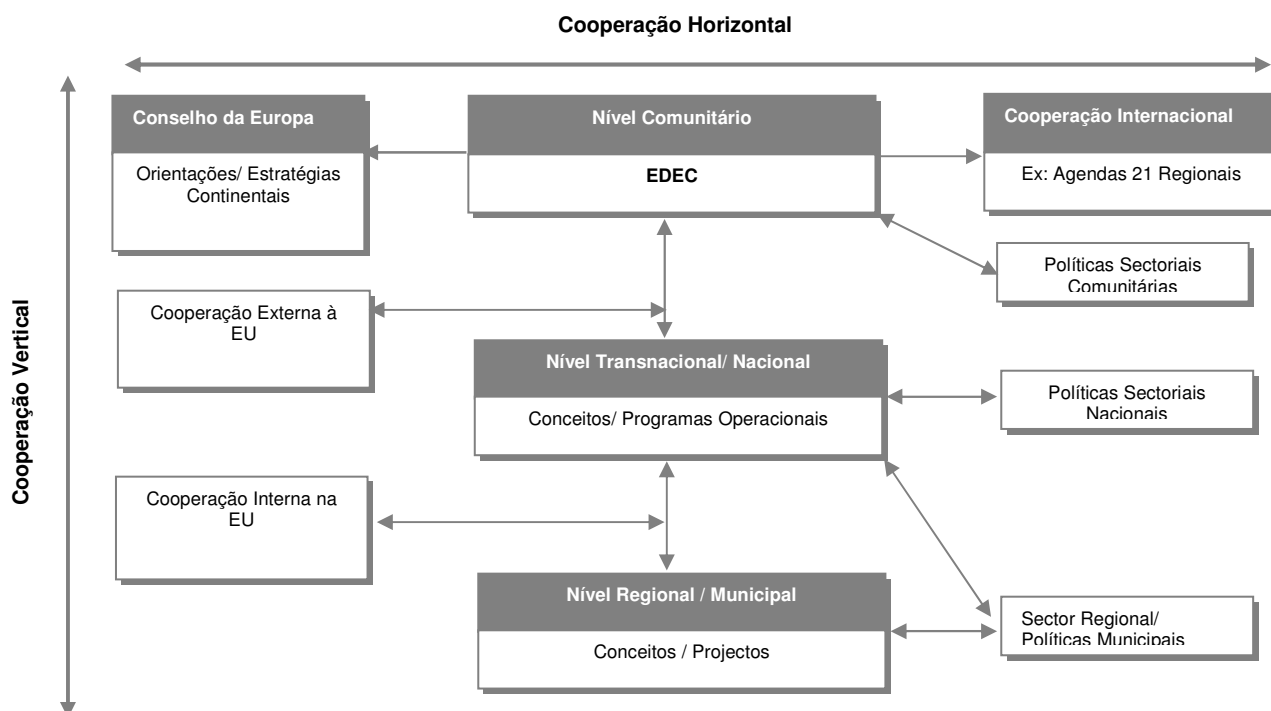 Cooperação Horizontal
Cooperação Vertical
Conselho da Europa
Orientações/ Estratégias
Continentais
Nível Comunitário
EDEC
Cooperação Internacional
Ex: Agendas 21 Regionais
Políticas Sectoriais
Comunitárias
Cooperação Externa à
EU
Nível Transnacional/ Nacional
Conceitos/ Programas Operacionais
Políticas Sectoriais
Nacionais
Cooperação Interna na
EU
Nível Regional / Municipal
Conceitos / Projectos
Sector Regional/
Políticas Municipais